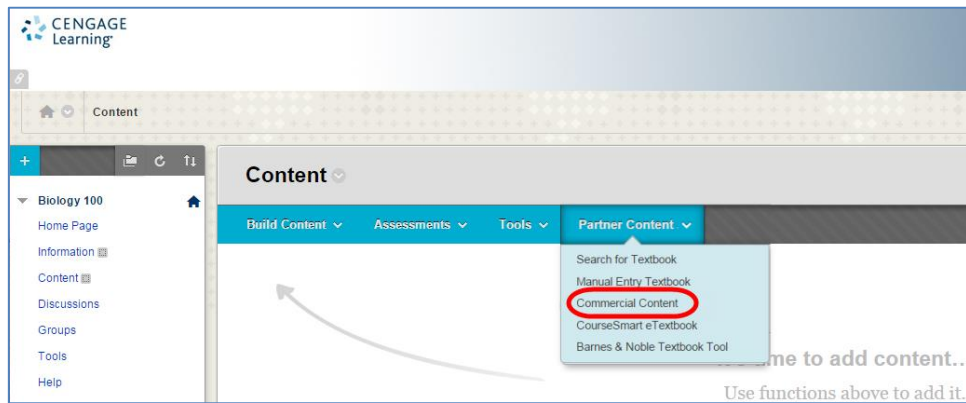 CENGAGE
Learning
Content
Content
Biology 100
Home Page
Information
Content
Discussions
Groups
Tools
Help
Build Content Assessments Tools Partner Content
Search for Textbook
Manual Entry Textbook
Commercial Content
CourseSmart eTextbook
Barnes & Noble Textbook Tool
to add content..
Use functions above to add it.